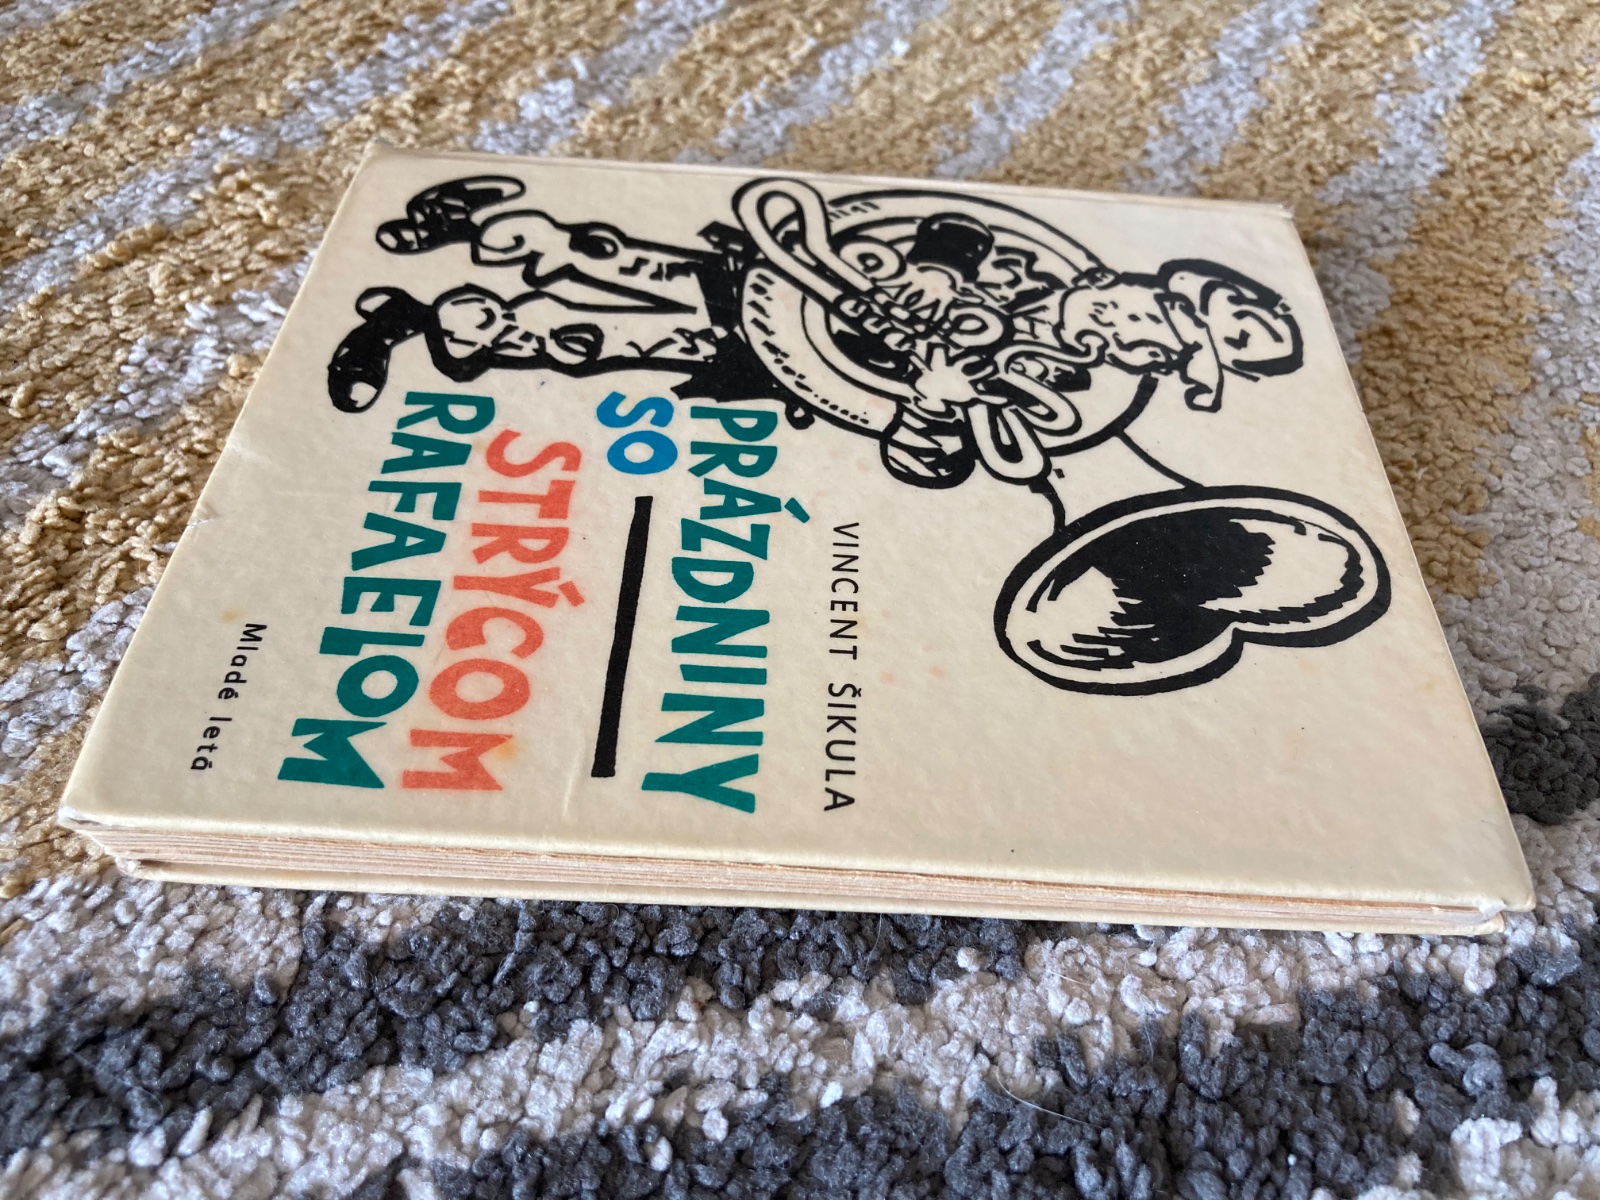 VINCENT ŠIKULA
PRÁZDNINY
SO
STRÝCOM
RAFAELOM
Mladé letá